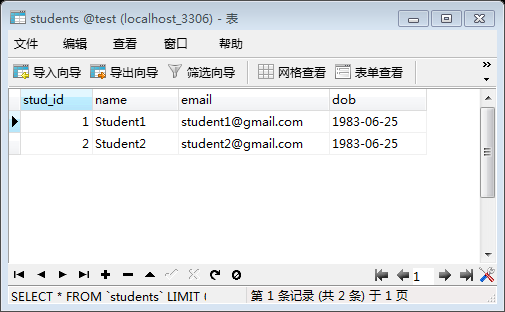 students @test (localhost_3306) - 表
文件 编辑 查看 窗口 帮助
导入向导 导出向导 筛选向导 网格查看 表单查看
stud_id name email dob
1 Student1 student1@gmail.com 1983-06-25
2 Student2 student2@gmail.com 1983-06-25
1
SELECT * FROM `students` LIMIT 第 1 条记录 (共 2 条) 于 1 页